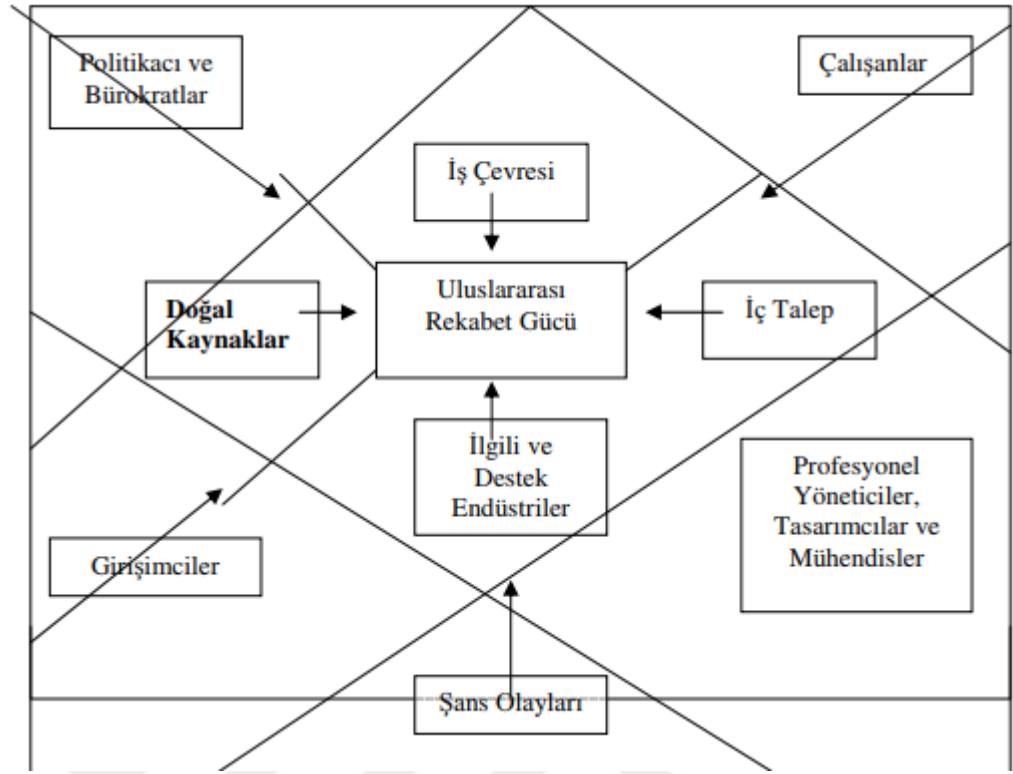 Politikacı ve
Bürokratlar
Çalışanlar
İş Çevresi
Doğal
Kaynaklar
Uluslararası
Rekabet Gücü
İç Talep
İlgili ve
Destek
Endüstriler
Profesyonel
Yöneticiler,
Tasarımcılar ve
Mühendisler
Girişimciler
Şans Olayları